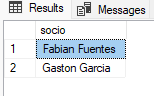 Results Messages
socio
1 Fabian Fuentes
2 Gaston Garcia